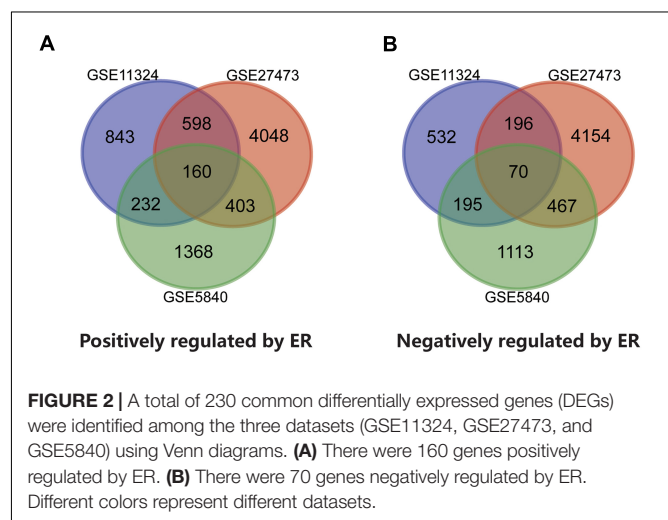 A
B
GSE11324
GSE27473
GSE11324
GSE27473
843
598
4048
532
196
4154
160
70
232
403
195
467
1368
1113
GSE5840
GSE5840
Positively regulated by ER
Negatively regulated by ER
FIGURE 2 | A total of 230 common differentially expressed genes (DEGs)
were identified among the three datasets (GSE11324, GSE27473, and
GSE5840) using Venn diagrams. (A) There were 160 genes positively
regulated by ER. (B) There were 70 genes negatively regulated by ER.
Different colors represent different datasets.